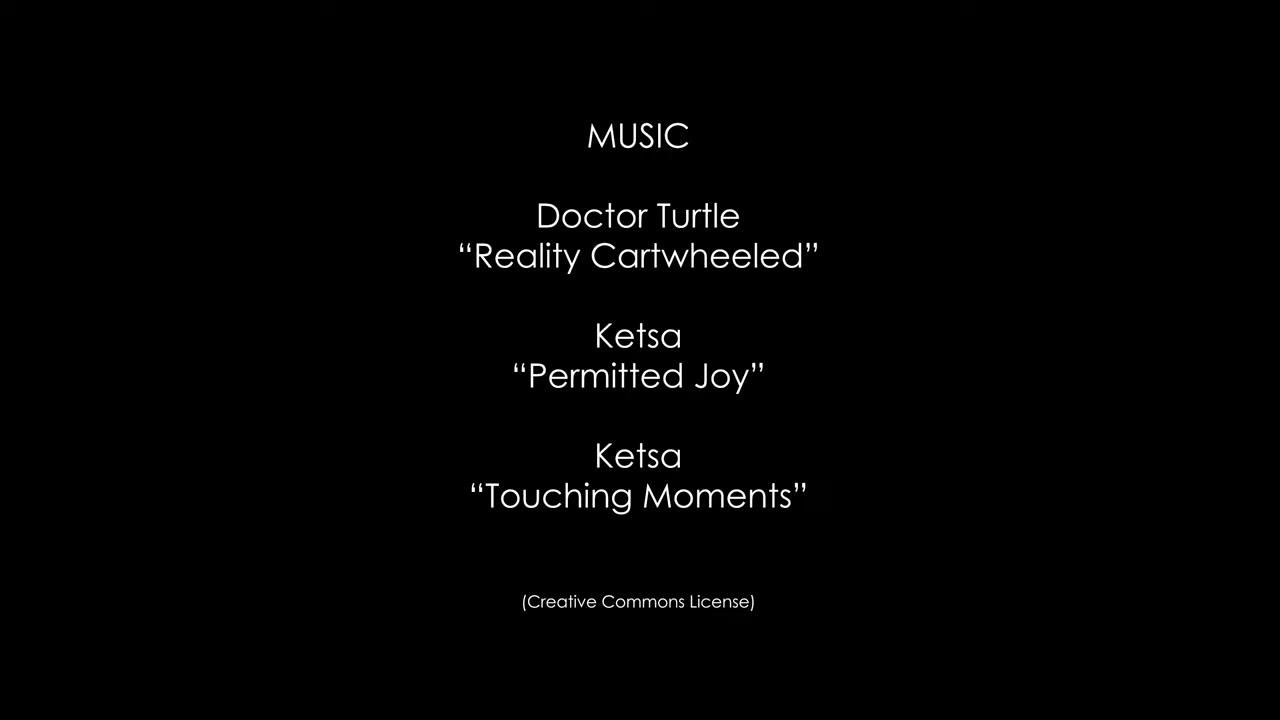 MUSIC
Doctor Turtle
“Reality Cartwheeled”
Ketsa
“Permitted Joy”
Ketsa
“Touching Moments”
(Creative Commons License)